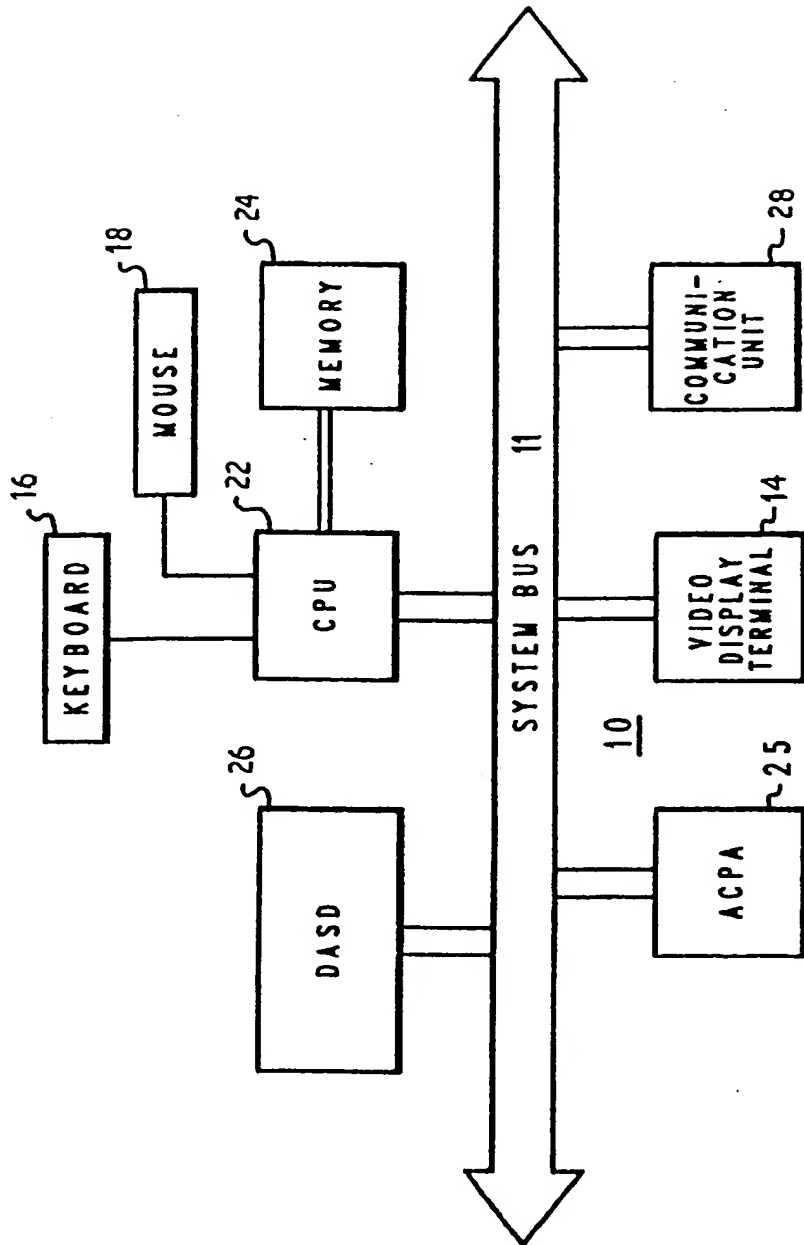 16
KEYBOARD
18
MOUSE
26
DASD
22
CPU
24
MEMORY
SYSTEM BUS 11
10
ACPA
25
VIDEO
DISPLAY
TERMINAL
14
COMMUNI-
CATION
UNIT
28